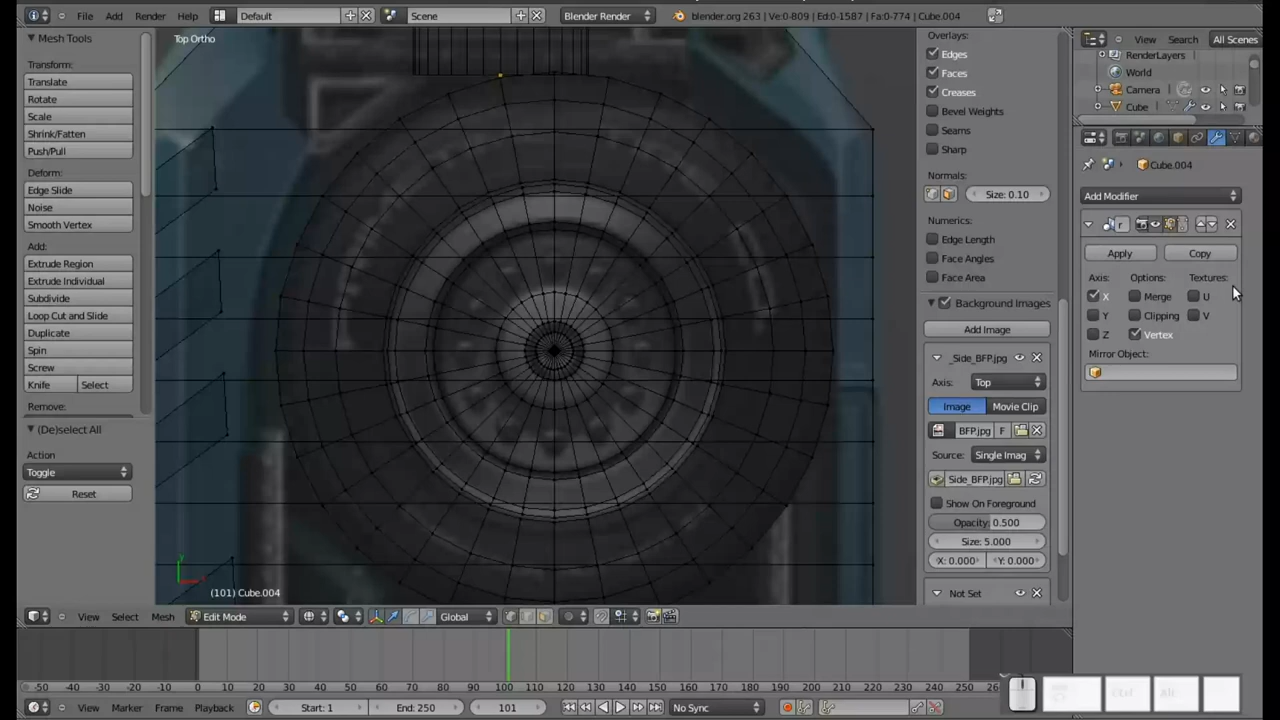 File Add Render Help Default Scene Blender Render blender.org 263 | Ve:0-809 | Ed:0-1587 | Fa:0-774 | Cube.004
Mesh Tools
Transform:
Translate
Rotate
Scale
Shrink/Fatten
Push/Pull
Deform:
Edge Slide
Noise
Smooth Vertex
Add:
Extrude Region
Extrude Individual
Subdivide
Loop Cut and Slide
Duplicate
Spin
Screw
Knife Select
Remove:
(De)select All
Action
Toggle
Reset
Top Ortho
y
(101) Cube.004
View Select Mesh Edit Mode Global
Overlays:
Edges
Faces
Creases
Bevel Weights
Seams
Sharp
Normals:
Size: 0.10
Numerics:
Edge Length
Face Angles
Face Area
Background Images
Add Image
_Side_BFP.jpg
Axis: Top
Image Movie Clip
BFP.jpg F
Source: Single Imag
Side_BFP.jpg
Show On Foreground
Opacity: 0.500
Size: 5.000
X: 0.000 Y: 0.000
Not Set
View Search All Scenes
RenderLayers
World
Camera
Cube
Cube.004
Add Modifier
r
Apply Copy
Axis: Options: Textures:
X Merge U
Y Clipping V
Z Vertex
Mirror Object:
-50 -40 -30 -20 -10 0 10 20 30 40 50 60 70 80 90 100 110 120 130 140 150 160 170 180 190 200 210 220 230 240 250 26
View Marker Frame Playback Start: 1 End: 250 101 No Sync
Ctrl Alt